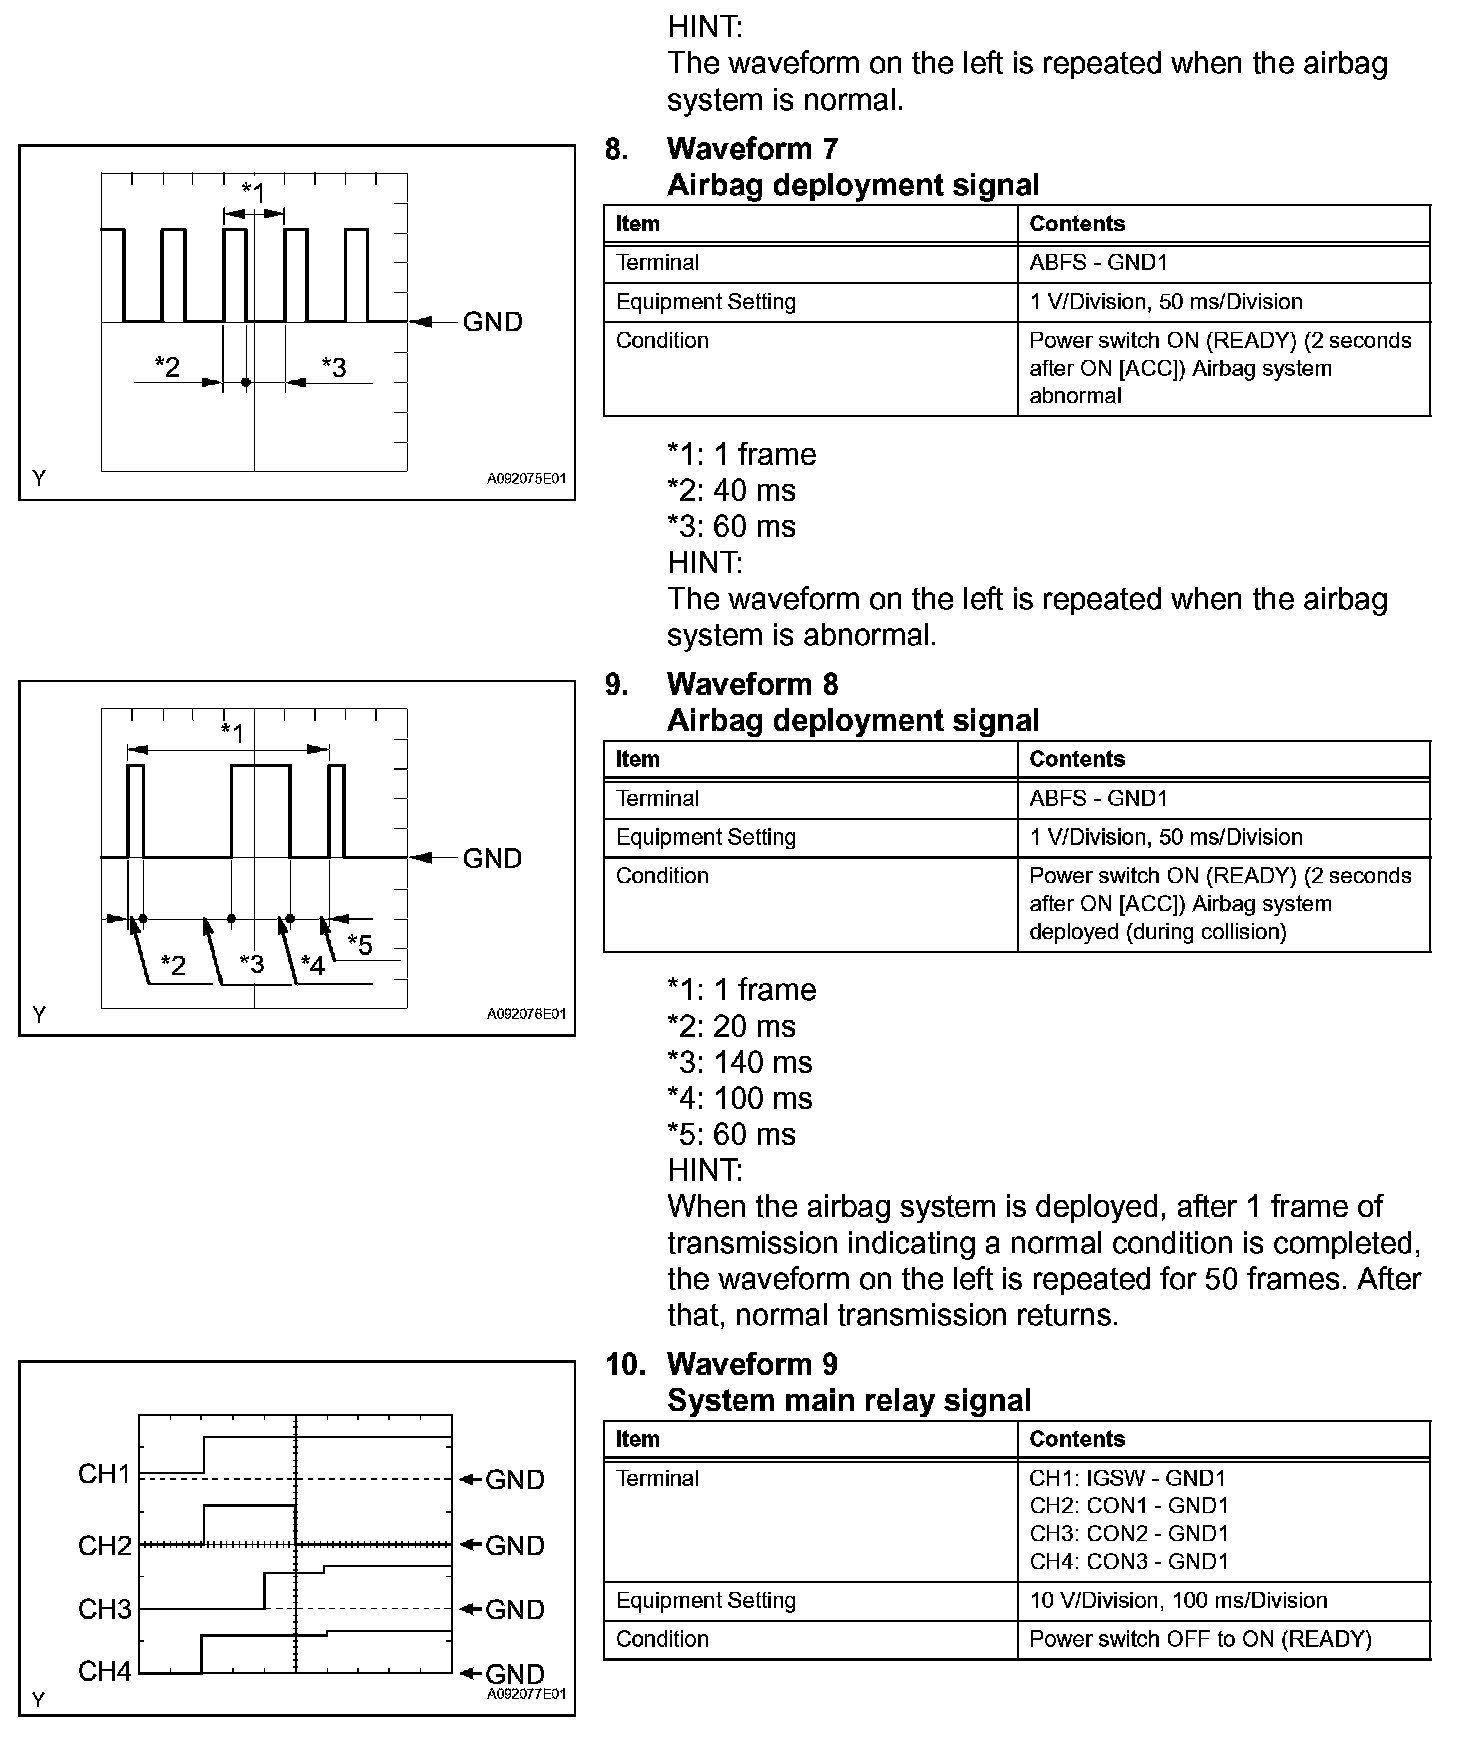 HINT:
The waveform on the left is repeated when the airbag
system is normal.
8. Waveform 7
Airbag deployment signal
*1
GND
*2
*3
Y
A092075E01
Item Contents
Terminal ABFS - GND1
Equipment Setting 1 V/Division, 50 ms/Division
Condition Power switch ON (READY) (2 seconds
after ON [ACC]) Airbag system
abnormal
*1: 1 frame
*2: 40 ms
*3: 60 ms
HINT:
The waveform on the left is repeated when the airbag
system is abnormal.
9. Waveform 8
Airbag deployment signal
*1
GND
*5
*2 *3 *4
Y
A092076E01
Item Contents
Terminal ABFS - GND1
Equipment Setting 1 V/Division, 50 ms/Division
Condition Power switch ON (READY) (2 seconds
after ON [ACC]) Airbag system
deployed (during collision)
*1: 1 frame
*2: 20 ms
*3: 140 ms
*4: 100 ms
*5: 60 ms
HINT:
When the airbag system is deployed, after 1 frame of
transmission indicating a normal condition is completed,
the waveform on the left is repeated for 50 frames. After
that, normal transmission returns.
10. Waveform 9
System main relay signal
CH1 GND
CH2 GND
CH3 GND
CH4 GND
Y
A092077E01
Item Contents
Terminal CH1: IGSW - GND1
CH2: CON1 - GND1
CH3: CON2 - GND1
CH4: CON3 - GND1
Equipment Setting 10 V/Division, 100 ms/Division
Condition Power switch OFF to ON (READY)